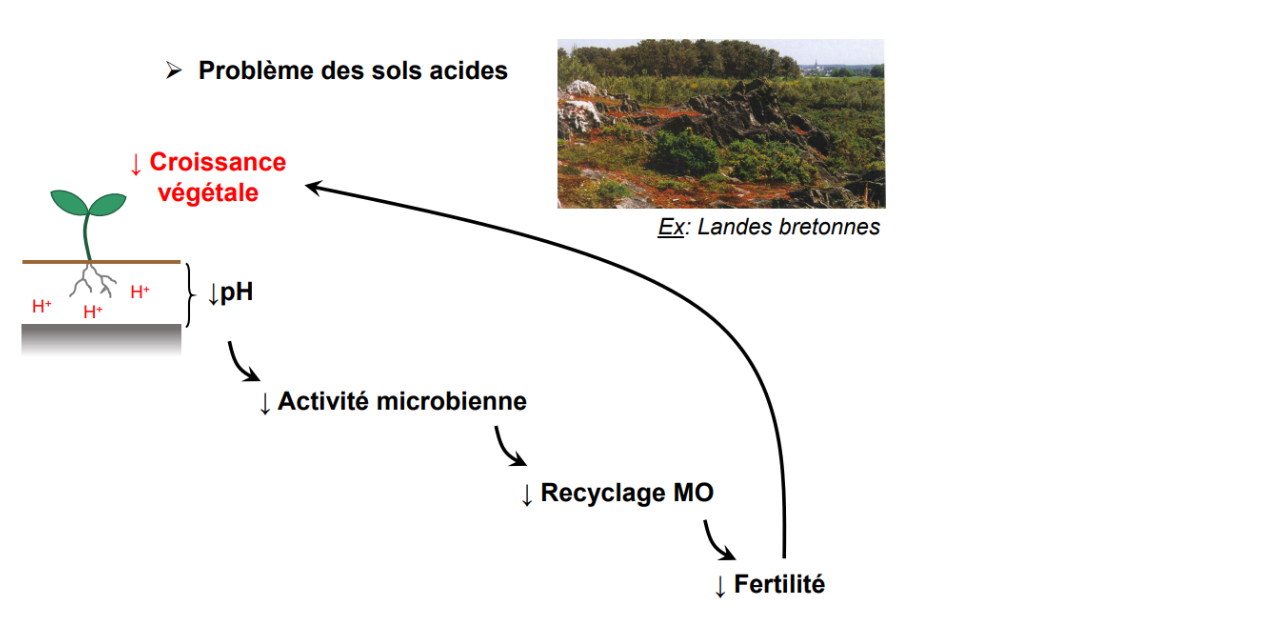 ➢ Problème des sols acides
↓ Croissance
végétale
Ex: Landes bretonnes
H⁺
H⁺
H⁺
↓pH
↓ Activité microbienne
↓ Recyclage MO
↓ Fertilité